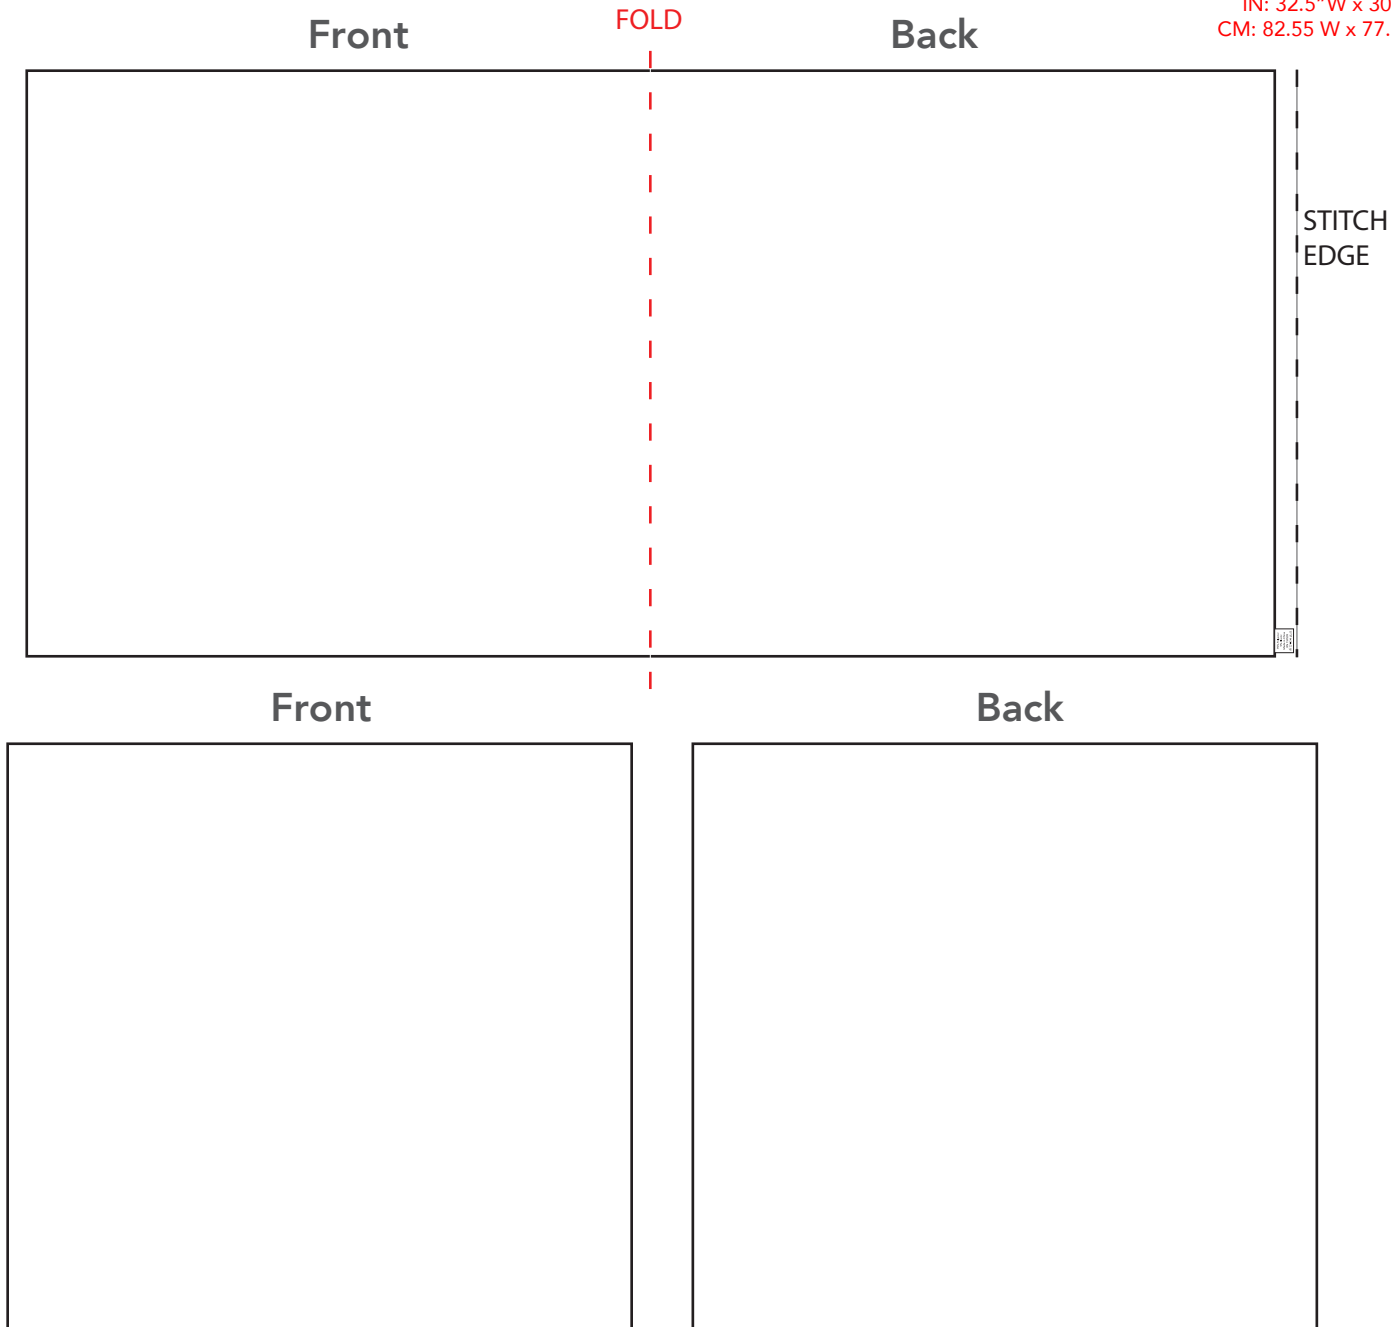 IN: 32.5"W x 30
CM: 82.55 W x 77.
FOLD
Front
Back
STITCH
EDGE
Front
Back